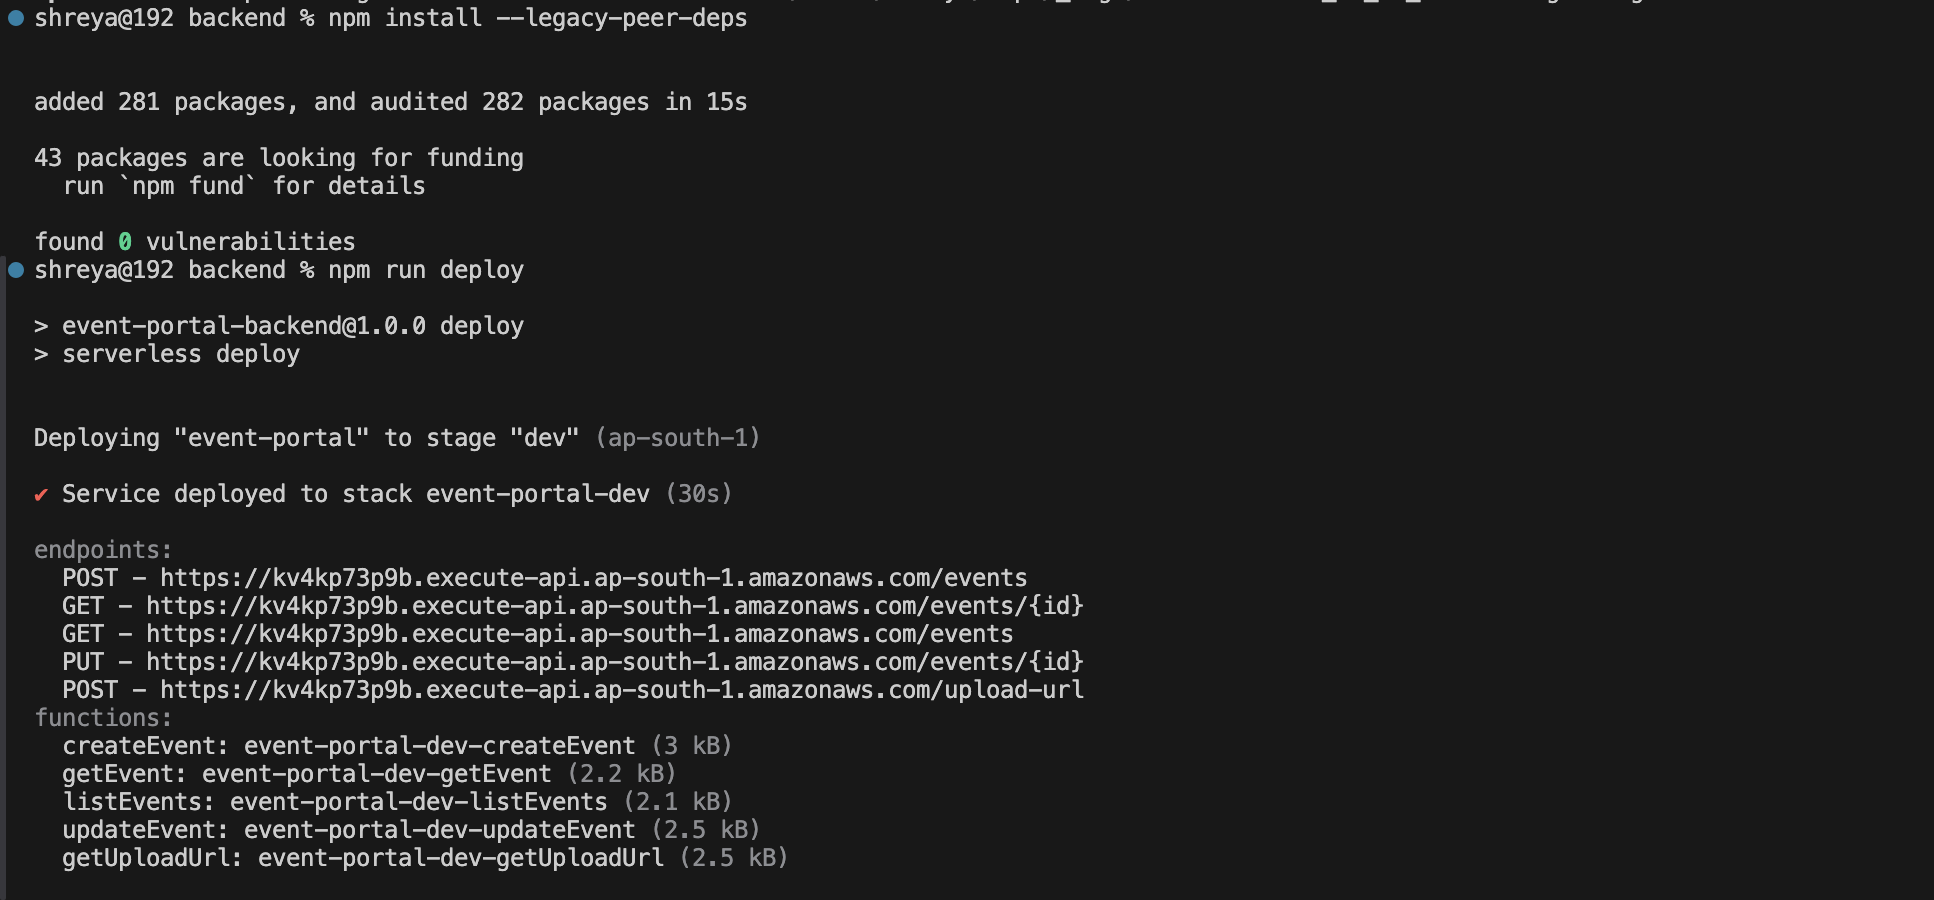 shreya@192 backend % npm install --legacy-peer-deps
added 281 packages, and audited 282 packages in 15s
43 packages are looking for funding
  run `npm fund` for details
found 0 vulnerabilities
shreya@192 backend % npm run deploy
> event-portal-backend@1.0.0 deploy
> serverless deploy
Deploying "event-portal" to stage "dev" (ap-south-1)
✔ Service deployed to stack event-portal-dev (30s)
endpoints:
  POST - https://kv4kp73p9b.execute-api.ap-south-1.amazonaws.com/events
  GET - https://kv4kp73p9b.execute-api.ap-south-1.amazonaws.com/events/{id}
  GET - https://kv4kp73p9b.execute-api.ap-south-1.amazonaws.com/events
  PUT - https://kv4kp73p9b.execute-api.ap-south-1.amazonaws.com/events/{id}
  POST - https://kv4kp73p9b.execute-api.ap-south-1.amazonaws.com/upload-url
functions:
  createEvent: event-portal-dev-createEvent (3 kB)
  getEvent: event-portal-dev-getEvent (2.2 kB)
  listEvents: event-portal-dev-listEvents (2.1 kB)
  updateEvent: event-portal-dev-updateEvent (2.5 kB)
  getUploadUrl: event-portal-dev-getUploadUrl (2.5 kB)